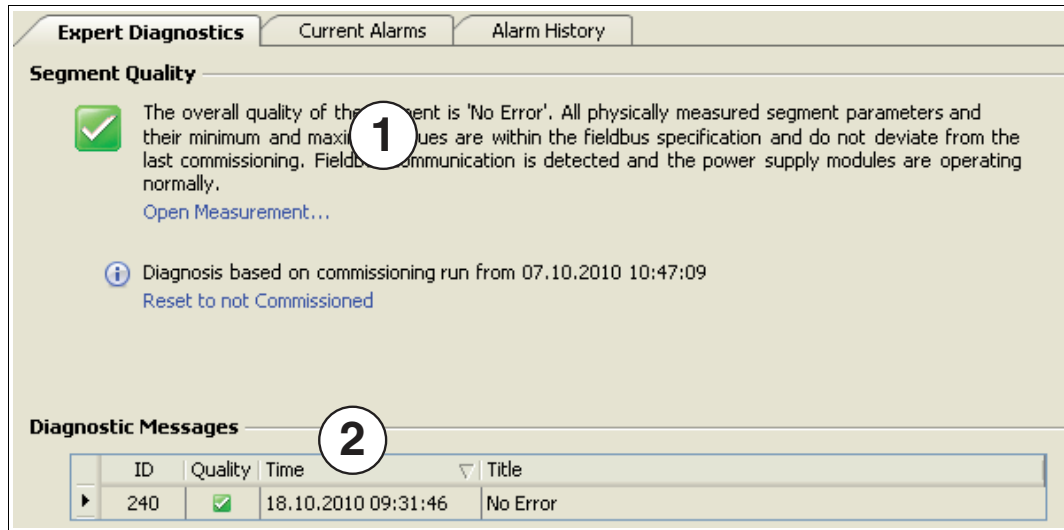 Expert Diagnostics Current Alarms Alarm History
Segment Quality
The overall quality of the ment is 'No Error'. All physically measured segment parameters and
their minimum and maxi ues are within the fieldbus specification and do not deviate from the
last commissioning. Fieldb ommunication is detected and the power supply modules are operating
normally.
1
Open Measurement...
Diagnosis based on commissioning run from 07.10.2010 10:47:09
Reset to not Commissioned
Diagnostic Messages
2
ID Quality Time Title
240 18.10.2010 09:31:46 No Error